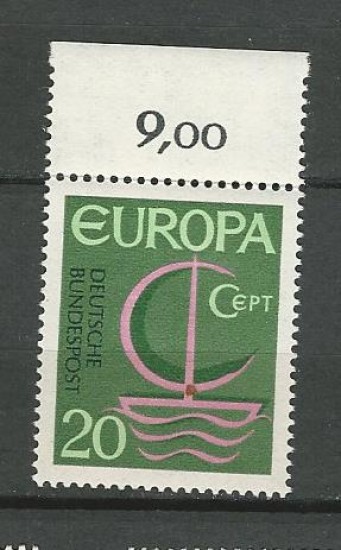 9,00
EUROPA
DEUTSCHE
BUNDESPOST
CEPT
20